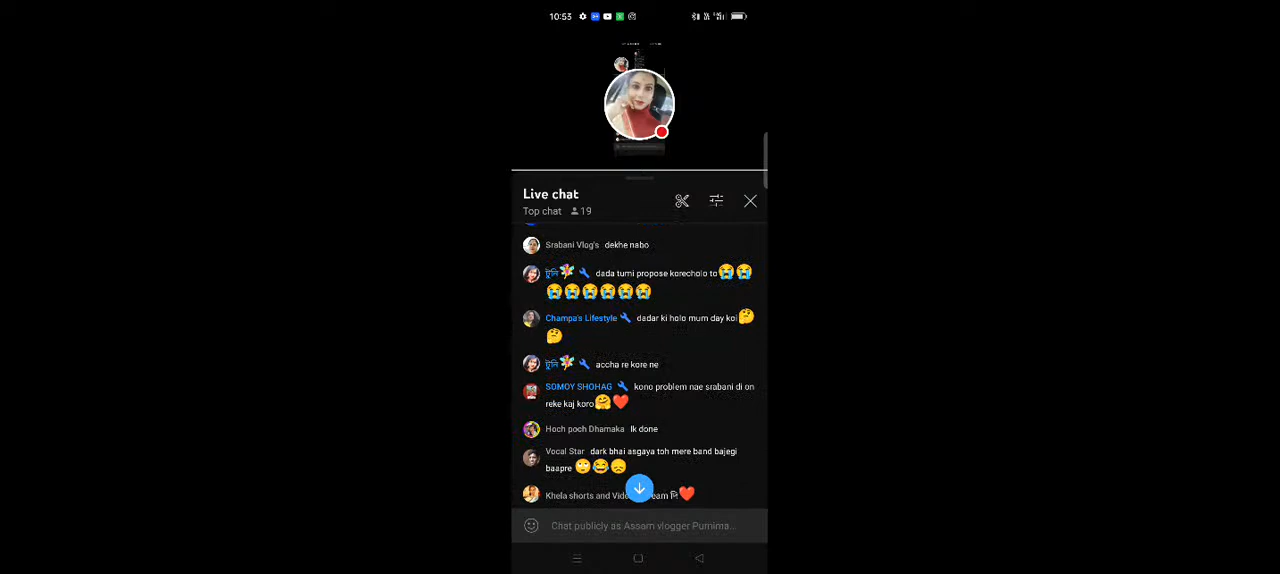 10:53
Live chat
Top chat 19
Srabani Vlog's dekhe nabo
টুনি dada tumi propose korecholo to😭😭
😭😭😭😭😭😭
Champa's Lifestyle dadar ki holo mum day koi🤔
🤔
টুনি accha re kore ne
SOMOY SHOHAG kono problem nae srabani di on
reke kaj koro🤗❤️
Hoch poch Dhamaka lk done
Vocal Star dark bhai asgaya toh mere band bajegi
baapre 🙄😂😞
Khela shorts and ❤️
Chat publicly as Assam vlogger Purnima...